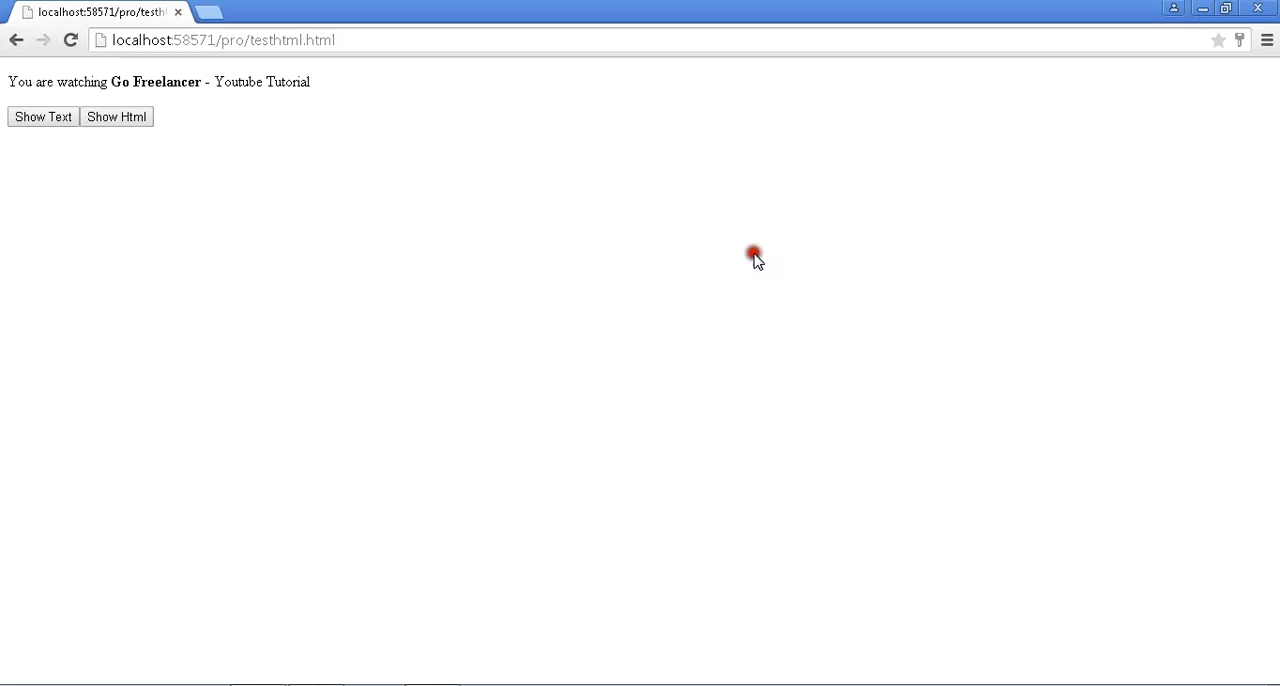 localhost:58571/pro/testht
localhost:58571/pro/testhtml.html
You are watching Go Freelancer - Youtube Tutorial
Show Text Show Html